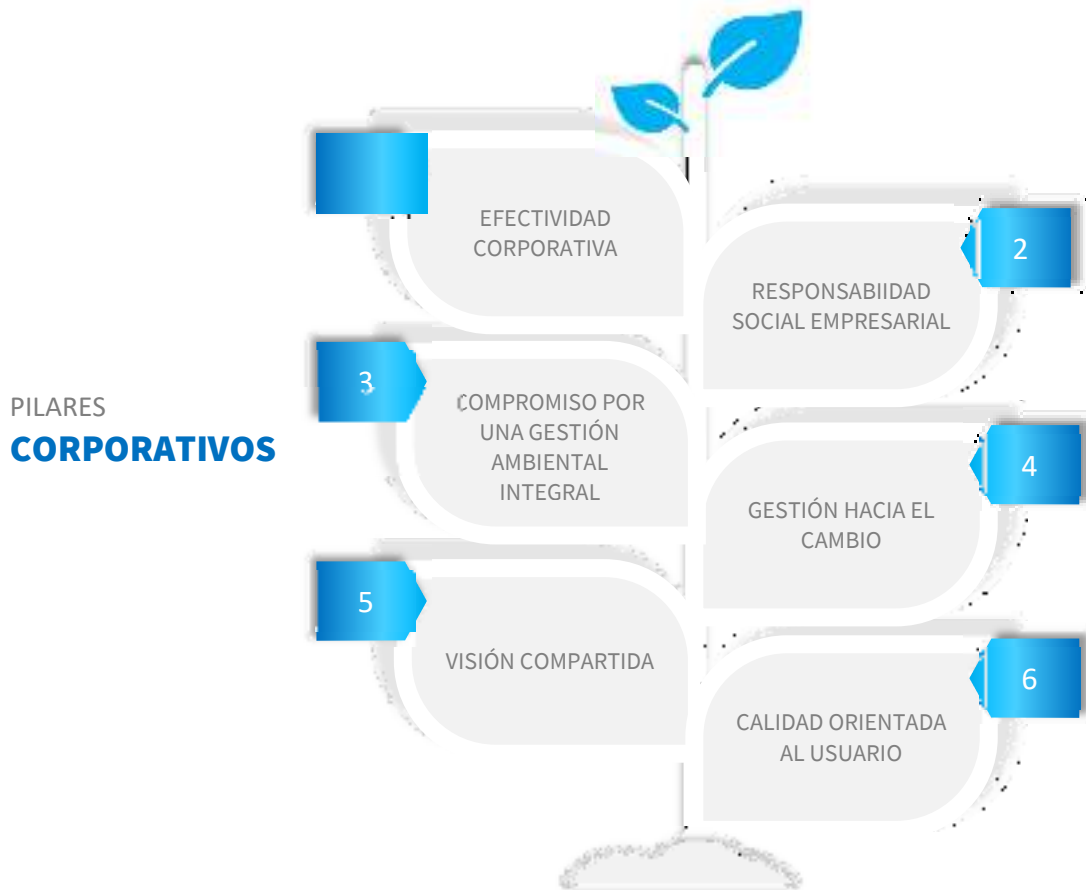 PILARES
CORPORATIVOS
EFECTIVIDAD
CORPORATIVA
2
RESPONSABIIDAD
SOCIAL EMPRESARIAL
3
COMPROMISO POR
UNA GESTIÓN
AMBIENTAL
INTEGRAL
4
GESTIÓN HACIA EL
CAMBIO
5
VISIÓN COMPARTIDA
6
CALIDAD ORIENTADA
AL USUARIO